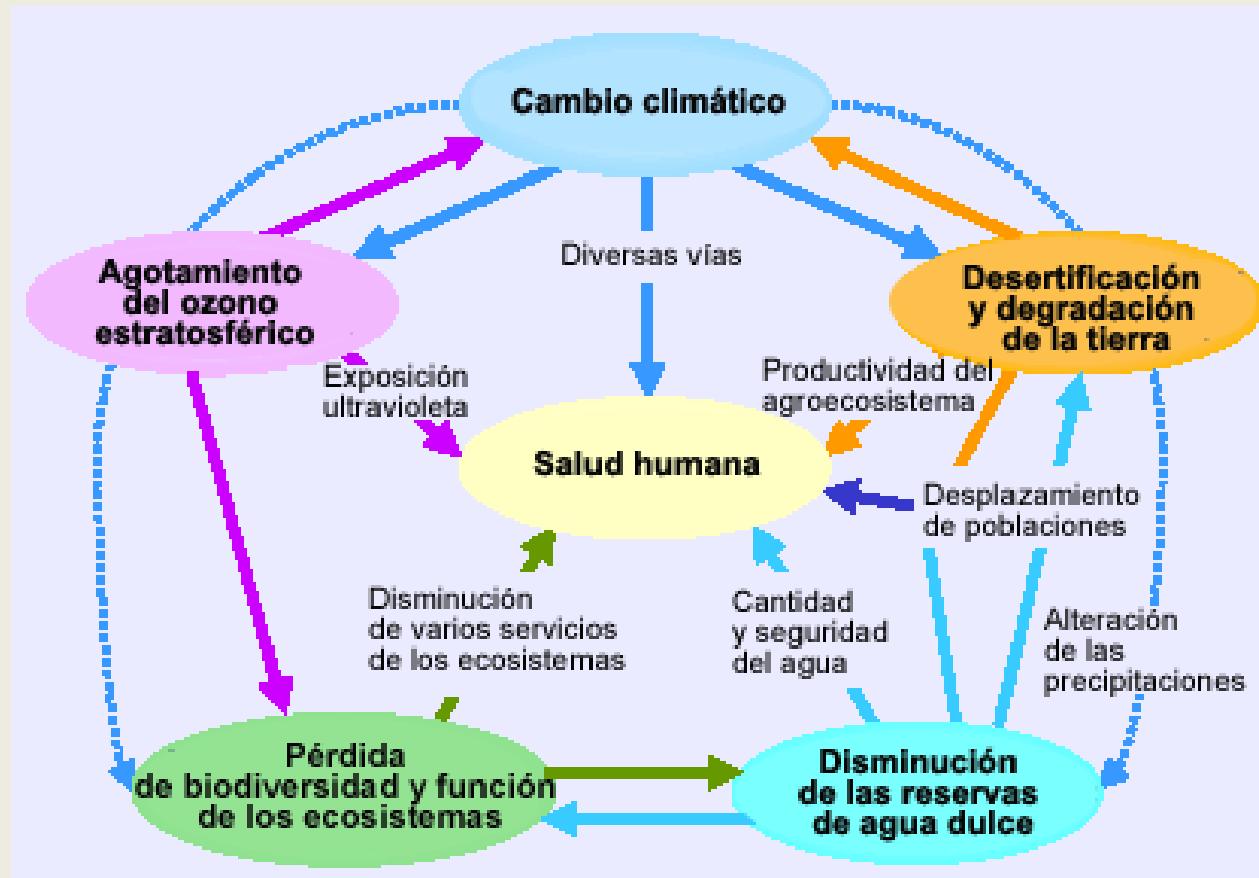 Cambio climático
Diversas vías
Agotamiento
del ozono
estratosférico
Desertificación
y degradación
de la tierra
Exposición
ultravioleta
Productividad del
agroecosistema
Salud humana
Desplazamiento
de poblaciones
Disminución
de varios servicios
de los ecosistemas
Cantidad
y seguridad
del agua
Alteración
de las
precipitaciones
Pérdida
de biodiversidad y función
de los ecosistemas
Disminución
de las reservas
de agua dulce